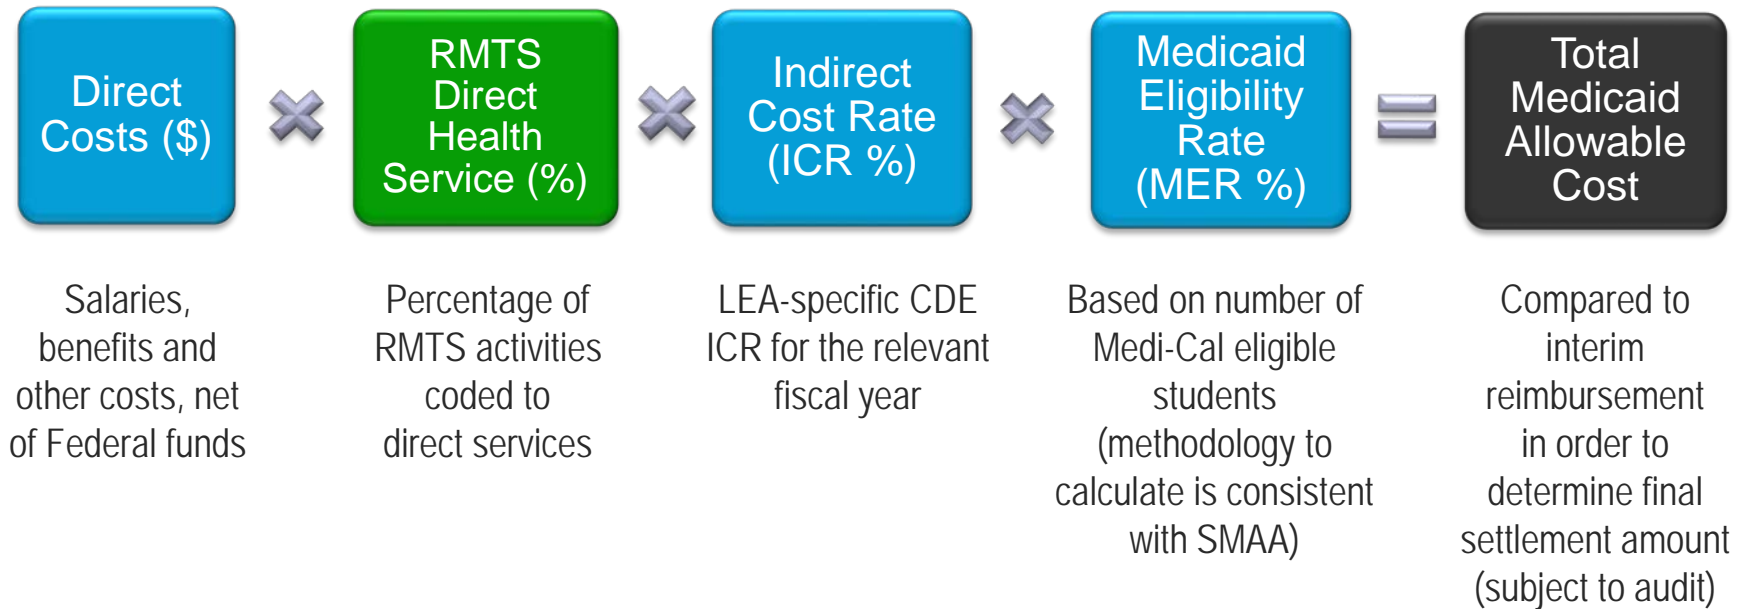 Direct
Costs ($)
RMTS
Direct
Health
Service (%)
Indirect
Cost Rate
(ICR %)
Medicaid
Eligibility
Rate
(MER %)
Total
Medicaid
Allowable
Cost
Salaries,
benefits and
other costs, net
of Federal funds
Percentage of
RMTS activities
coded to
direct services
LEA-specific CDE
ICR for the relevant
fiscal year
Based on number of
Medi-Cal eligible
students
(methodology to
calculate is consistent
with SMAA)
Compared to
interim
reimbursement
in order to
determine final
settlement amount
(subject to audit)